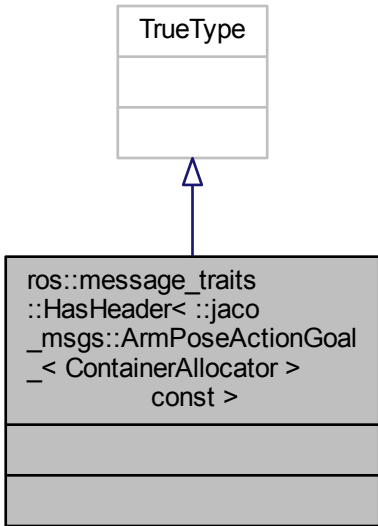 TrueType
ros::message_traits
::HasHeader< ::jaco
_msgs::ArmPoseActionGoal
_< ContainerAllocator >
const >